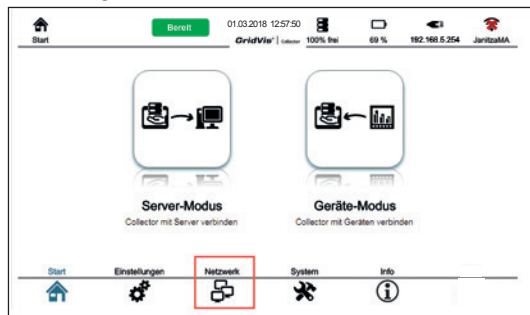 Start
Bereit
01.03.2018 12:57:50
GridVis® | Collector
100% frei
69 %
192.168.5.254
JanitzaMA
Server-Modus
Collector mit Server verbinden
Geräte-Modus
Collector mit Geräten verbinden
Start
Einstellungen
Netzwerk
System
Info